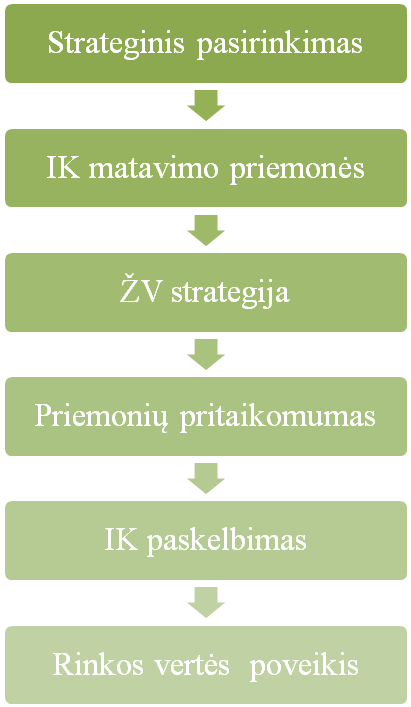 Strateginis pasirinkimas
IK matavimo priemonės
ŽV strategija
Priemonių pritaikomumas
IK paskelbimas
Rinkos vertės poveikis